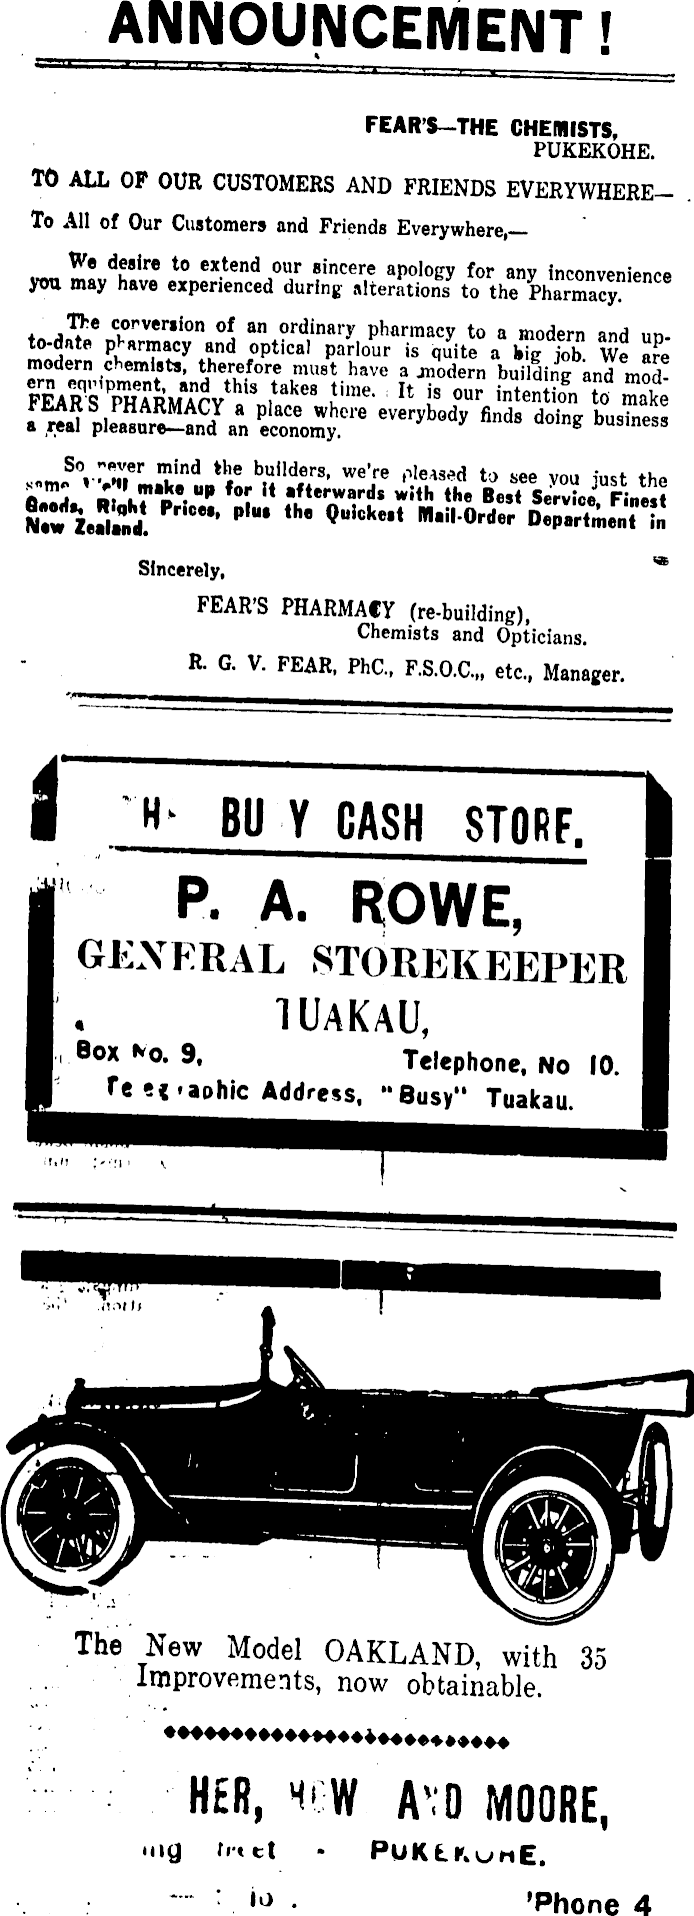 ANNOUNCEMENT !
FEAR'S—THE CHEMISTS,
PUKEKOHE.
TO ALL OF OUR CUSTOMERS AND FRIENDS EVERYWHERE—
To All of Our Customers and Friends Everywhere,—
We desire to extend our sincere apology for any inconvenience
you may have experienced during alterations to the Pharmacy.
The conversion of an ordinary pharmacy to a modern and up-
to-date pharmacy and optical parlour is quite a big job. We are
modern chemists, therefore must have a modern building and mod-
ern equipment, and this takes time. It is our intention to make
FEAR'S PHARMACY a place where everybody finds doing business
a real pleasure—and an economy.
So never mind the builders, we're pleased to see you just the
same We'll make up for it afterwards with the Best Service, Finest
Goods, Right Prices, plus the Quickest Mail-Order Department in
New Zealand.
Sincerely,
FEAR'S PHARMACY (re-building),
Chemists and Opticians.
R. G. V. FEAR, PhC., F.S.O.C.,, etc., Manager.
BU Y CASH STORE.
P. A. ROWE,
GENERAL STOREKEEPER
TUAKAU,
Box No. 9, Telephone, No 10.
Telegraphic Address, "Busy" Tuakau.
The New Model OAKLAND, with 35
Improvements, now obtainable.
HER, HOW AND MOORE,
PUKEKOHE.
'Phone 4